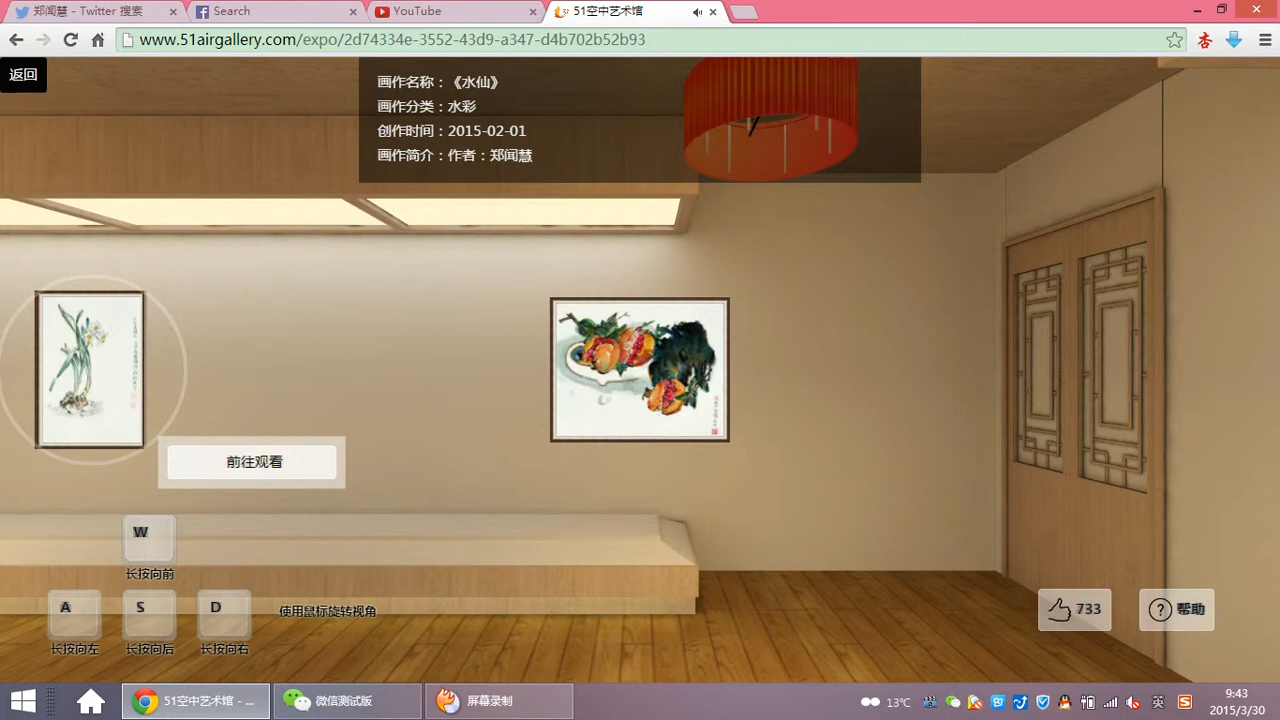 郑闻慧 - Twitter 搜索
Search
YouTube
51空中艺术馆
www.51airgallery.com/expo/2d74334e-3552-43d9-a347-d4b702b52b93
返回
画作名称：《水仙》
画作分类：水彩
创作时间：2015-02-01
画作简介：作者：郑闻慧
前往观看
W
长按向前
A
S
D
使用鼠标旋转视角
长按向左
长按向后
长按向右
733
? 帮助
51空中艺术馆 - ...
微信测试版
屏幕录制
13°C
英
9:43
2015/3/30